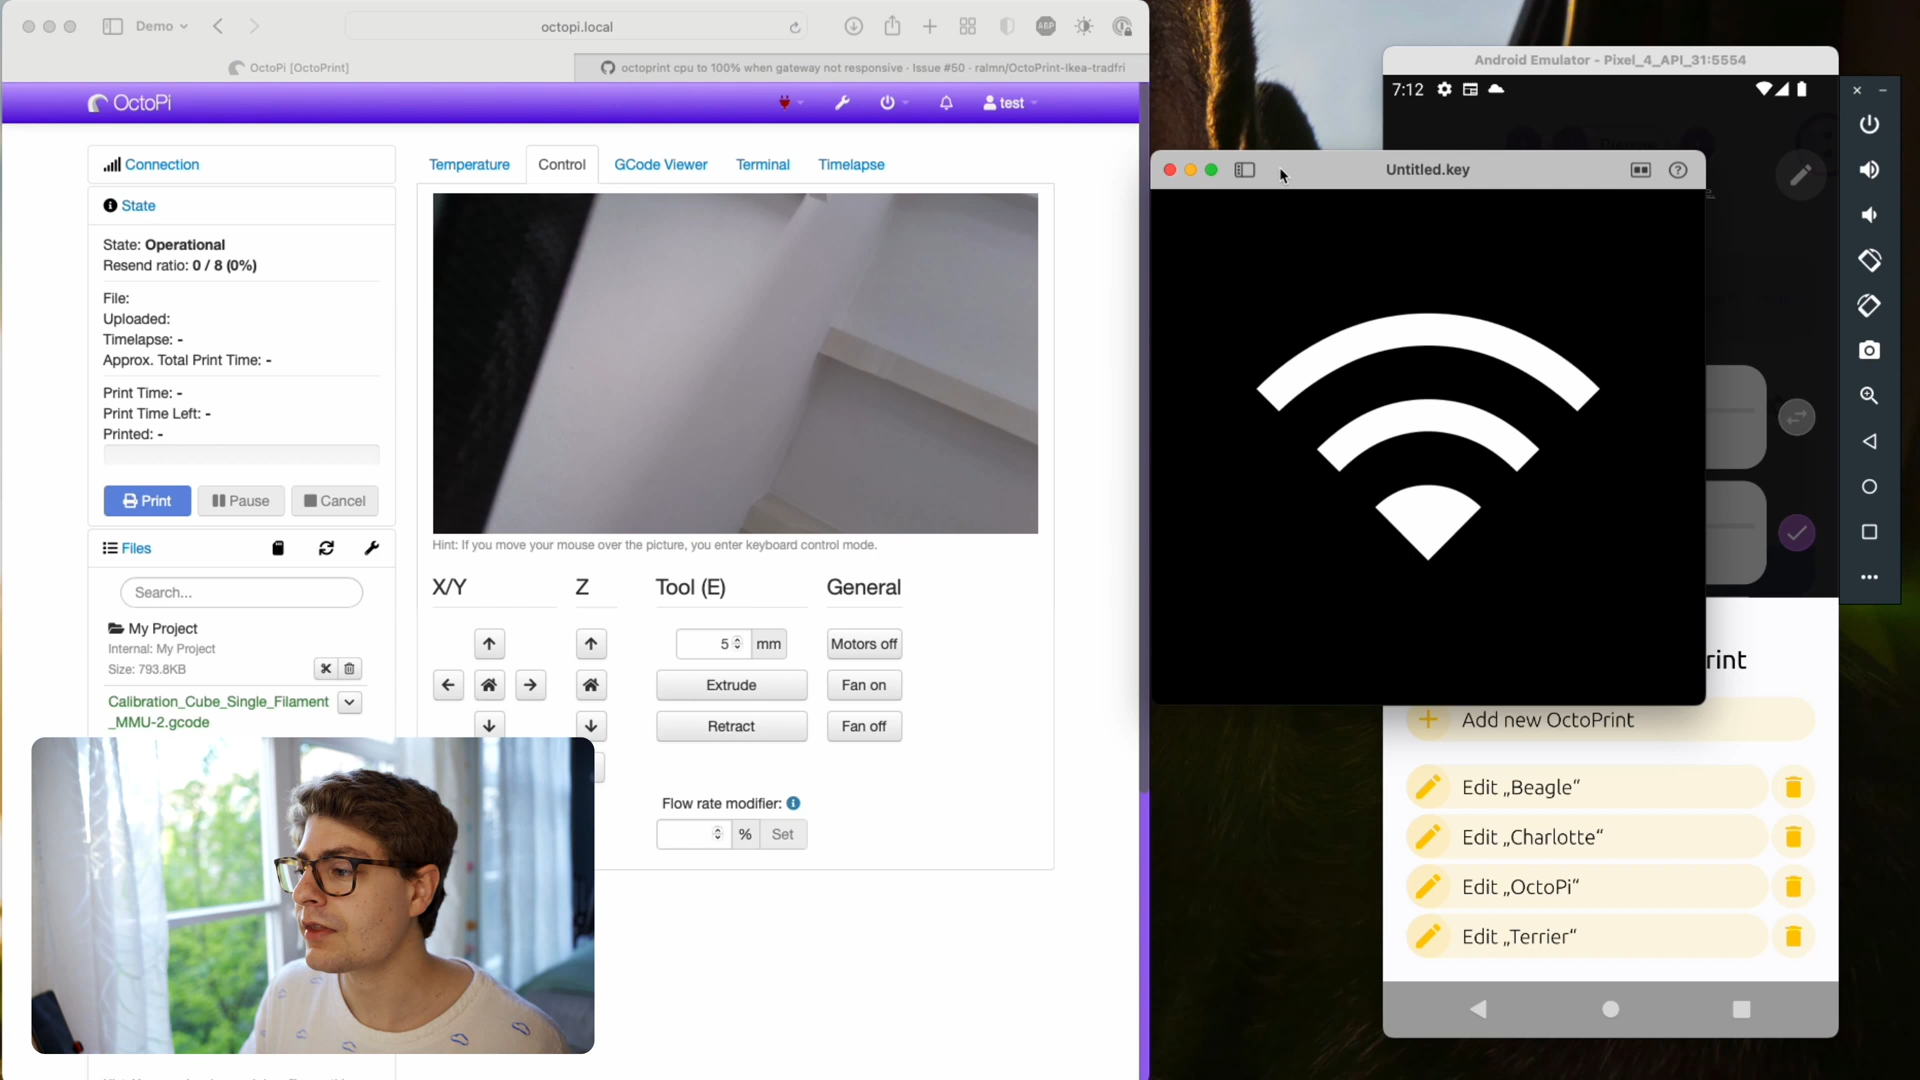 Demo
octopi.local
OctoPi [OctoPrint]
octoprint cpu to 100% when gateway not responsive · Issue #50 · ralmn/OctoPrint-Ikea-tradfri
OctoPi
test
Connection
State
State: Operational
Resend ratio: 0 / 8 (0%)
File:
Uploaded:
Timelapse: -
Approx. Total Print Time: -
Print Time: -
Print Time Left: -
Printed: -
Print
Pause
Cancel
Files
Search...
My Project
Internal: My Project
Size: 793.8KB
Calibration_Cube_Single_Filament
_MMU-2.gcode
Temperature
Control
GCode Viewer
Terminal
Timelapse
Hint: If you move your mouse over the picture, you enter keyboard control mode.
X/Y
Z
Tool (E)
General
5
mm
Motors off
Extrude
Fan on
Retract
Fan off
Flow rate modifier:
%
Set
Untitled.key
Android Emulator - Pixel_4_API_31:5554
7:12
ABP
rint
Add new OctoPrint
Edit „Beagle“
Edit „Charlotte“
Edit „OctoPi“
Edit „Terrier“